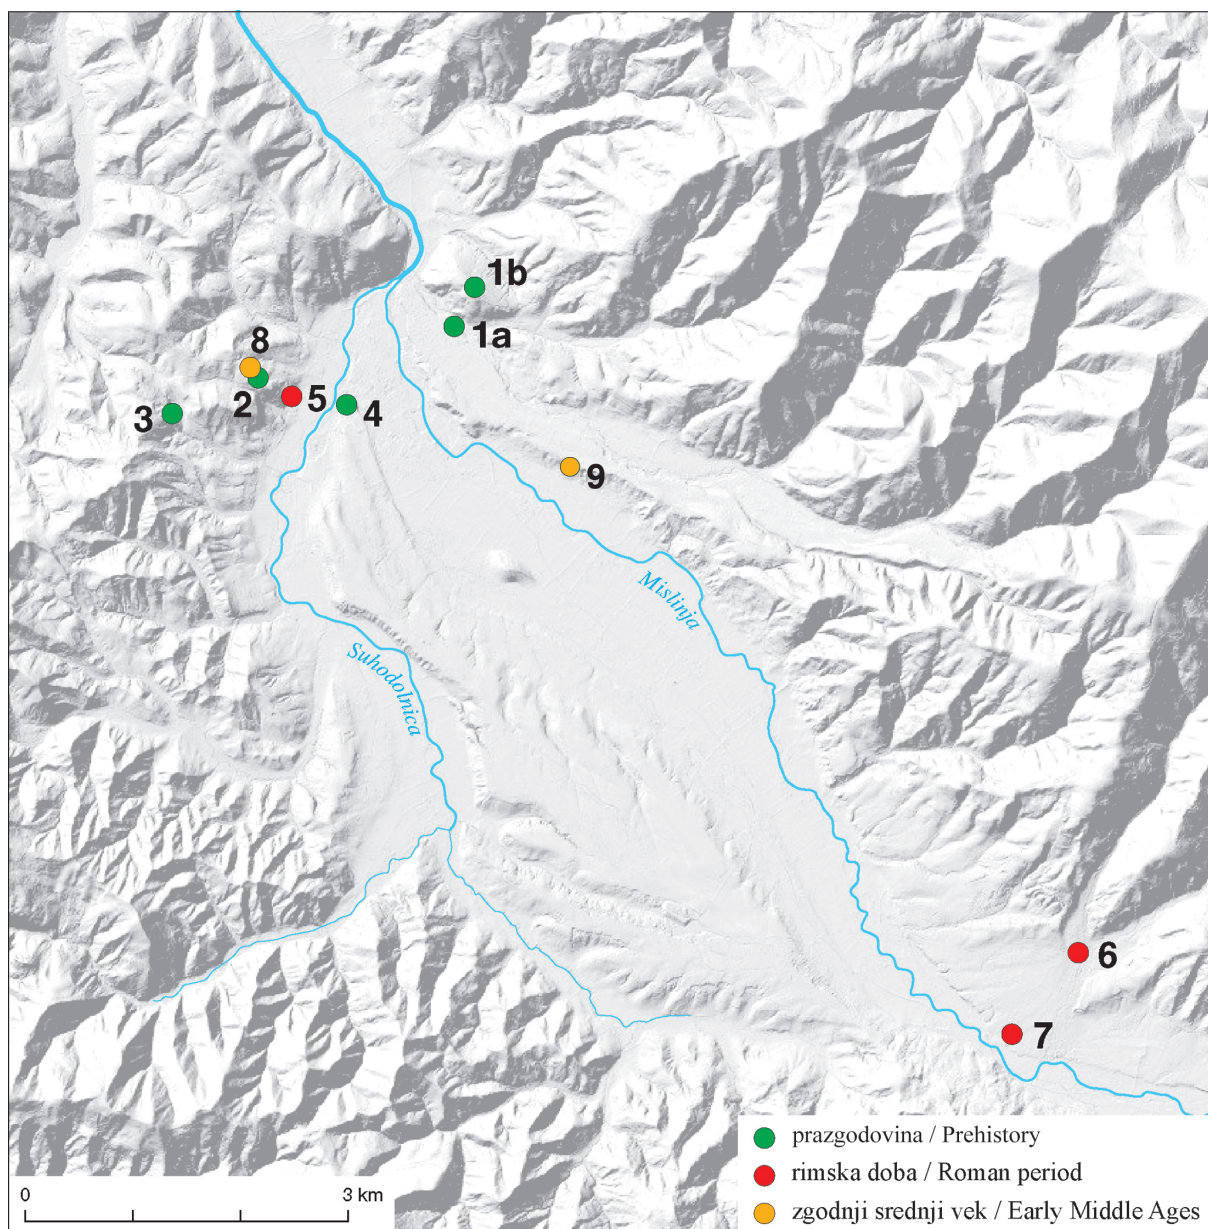 1b
1a
8
2
5
3
4
9
Mislinja
Suhodolnica
6
7
prazgodovina / Prehistory
rimska doba / Roman period
zgodnji srednji vek / Early Middle Ages
0 3 km